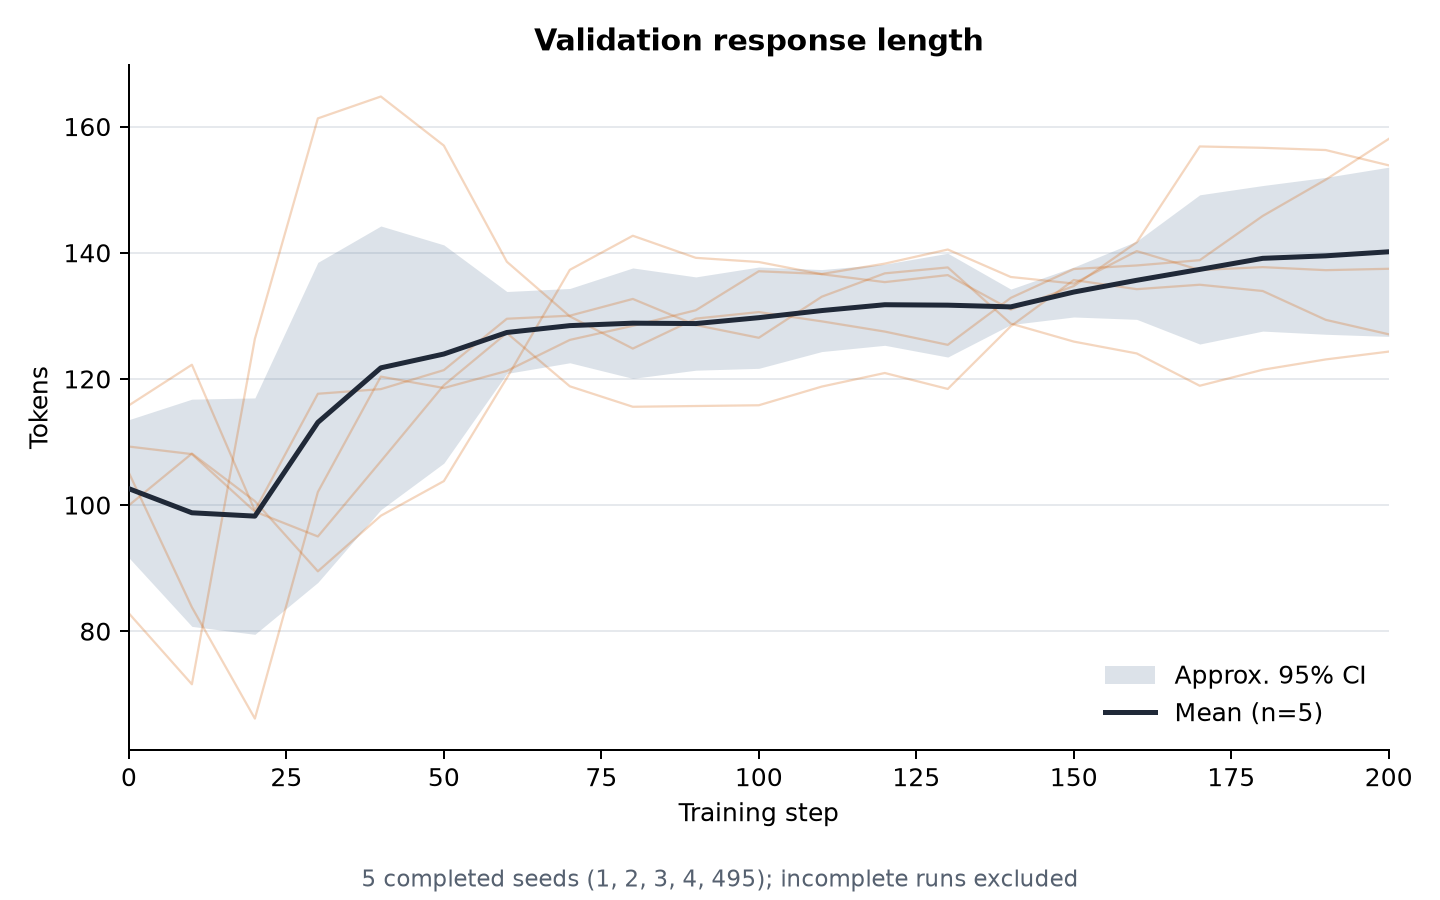 Validation response length
Tokens
160
140
120
100
80
Approx. 95% CI
Mean (n=5)
0 25 50 75 100 125 150 175 200
Training step
5 completed seeds (1, 2, 3, 4, 495); incomplete runs excluded